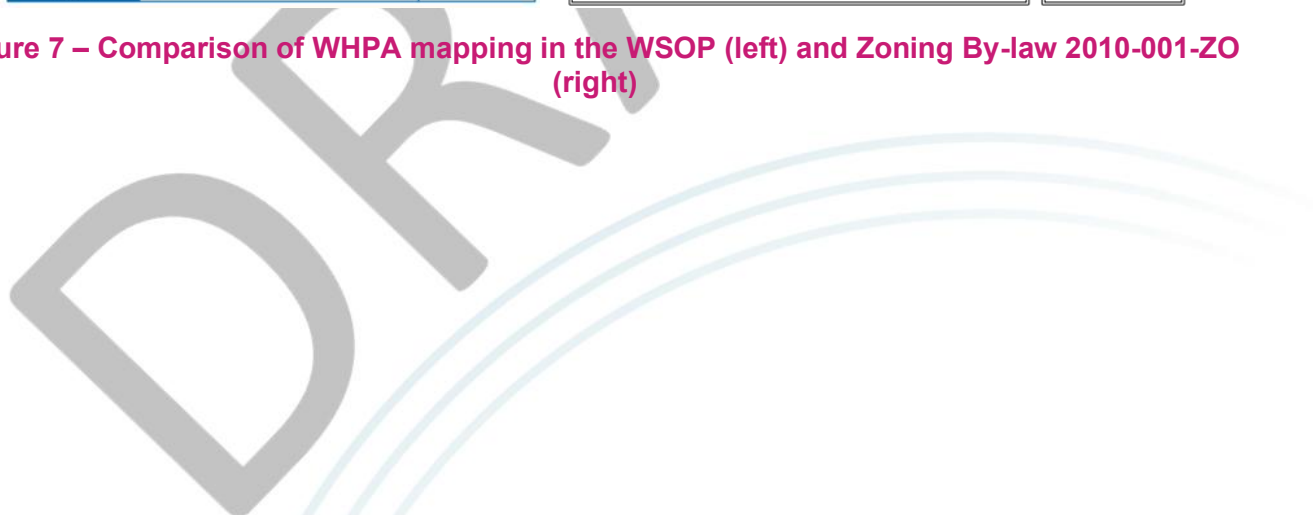 ure 7 – Comparison of WHPA mapping in the WSOP (left) and Zoning By-law 2010-001-ZO
(right)